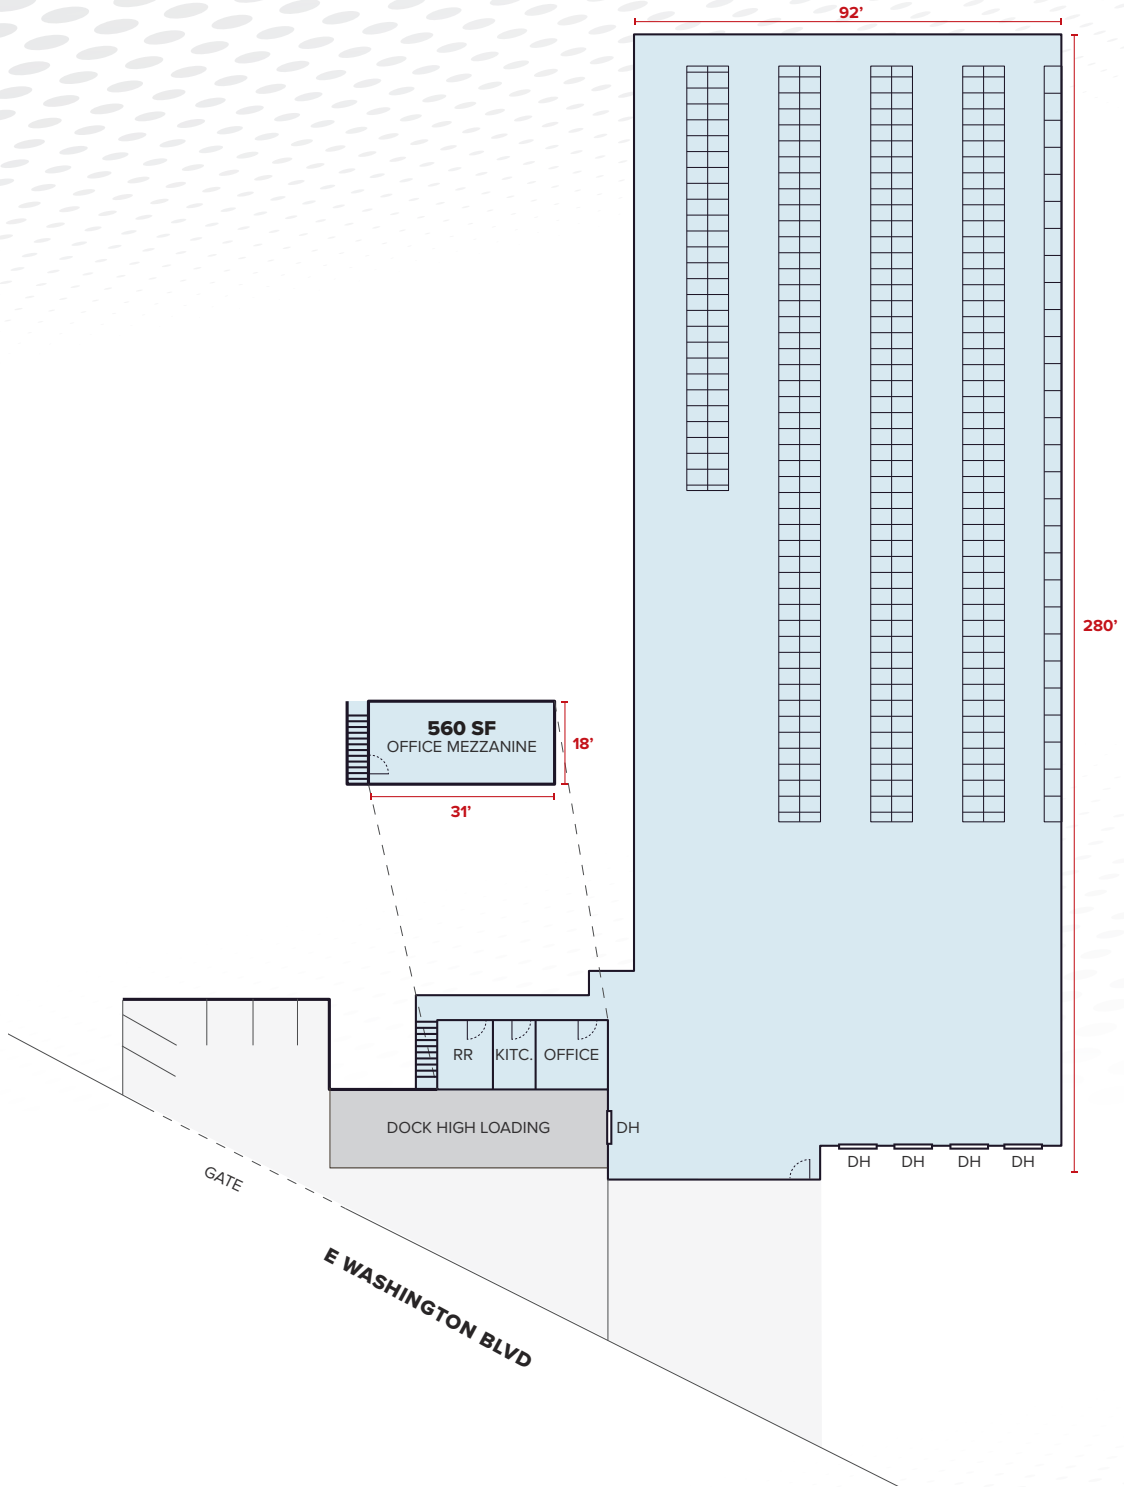 92’
280’
560 SF
OFFICE MEZZANINE
18’
31’
RR
KITC.
OFFICE
DOCK HIGH LOADING
DH
DH
DH
DH
DH
GATE
E WASHINGTON BLVD